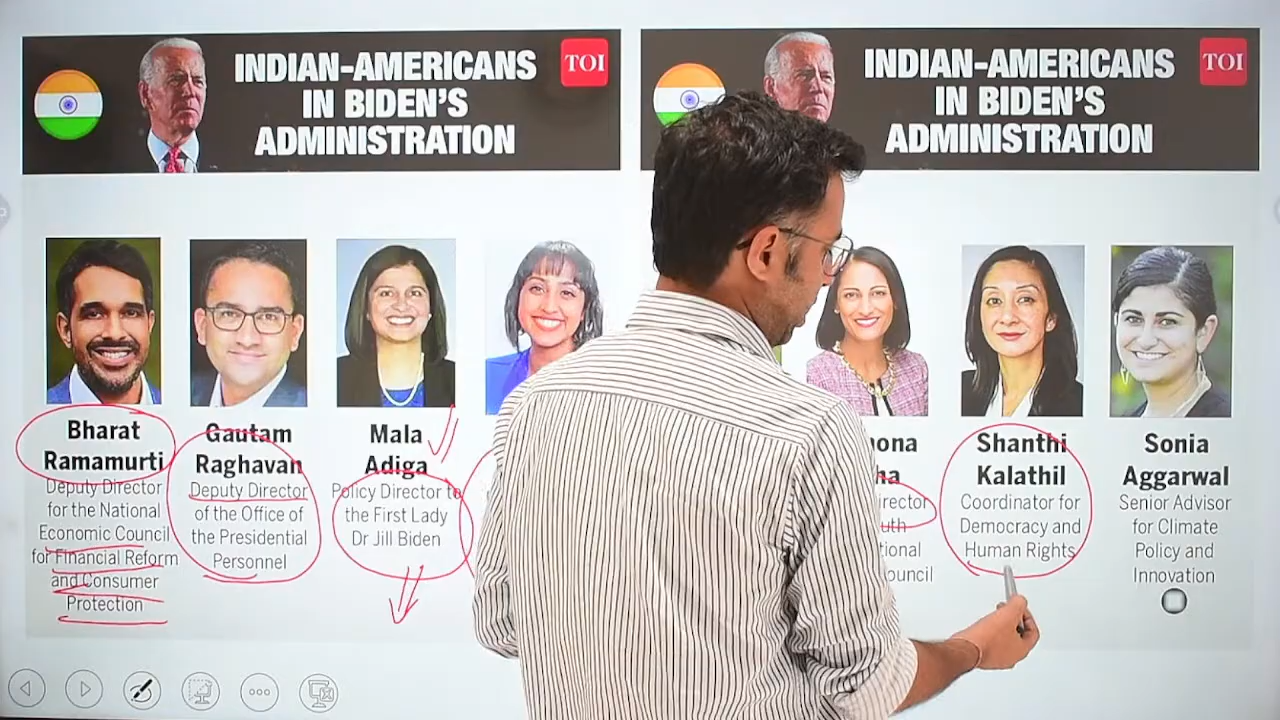 INDIAN-AMERICANS
IN BIDEN'S
ADMINISTRATION
TOI
Bharat
Ramamurti
Deputy Director
for the National
Economic Council
for Financial Reform
and Consumer
Protection
Gautam
Raghavan
Deputy Director
of the Office of
the Presidential
Personnel
Mala
Adiga
Policy Director to
the First Lady
Dr Jill Biden
INDIAN-AMERICANS
IN BIDEN'S
ADMINISTRATION
TOI
Shanthi
Kalathil
Coordinator for
Democracy and
Human Rights
Sonia
Aggarwal
Senior Advisor
for Climate
Policy and
Innovation